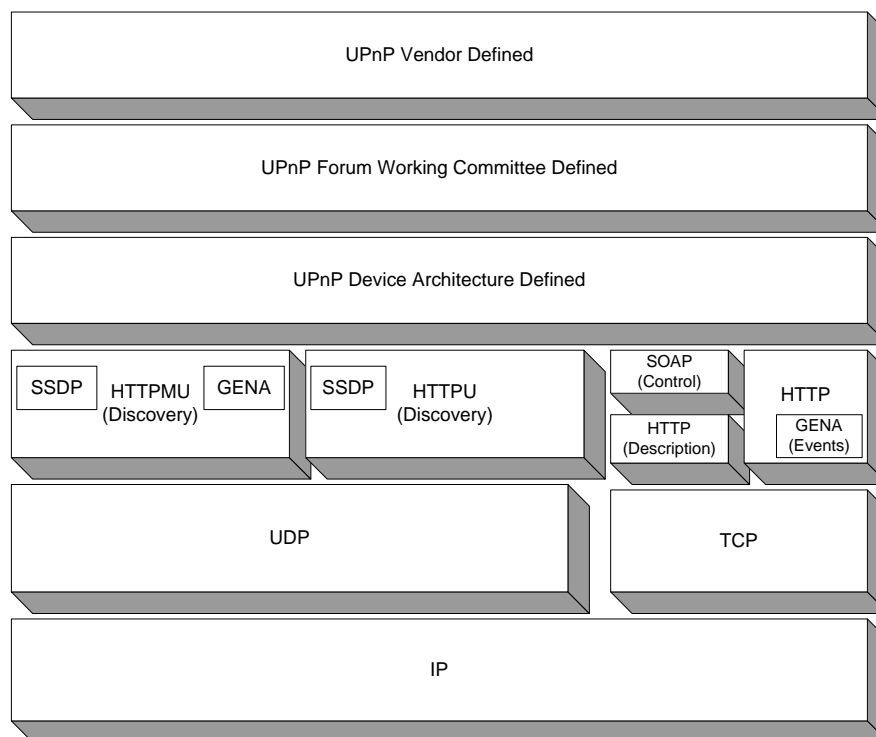 UPnP Vendor Defined
UPnP Forum Working Committee Defined
UPnP Device Architecture Defined
SSDP
HTTPMU
(Discovery)
GENA
SSDP
HTTPU
(Discovery)
SOAP
(Control)
HTTP
(Description)
HTTP
GENA
(Events)
UDP
TCP
IP